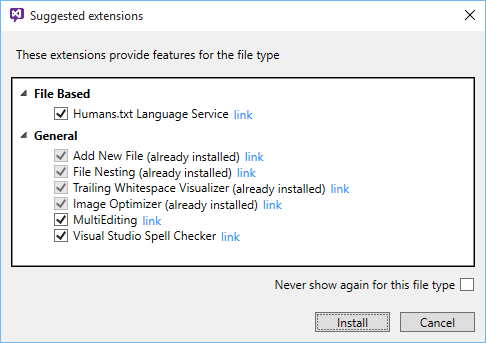 Suggested extensions
These extensions provide features for the file type
File Based
Humans.txt Language Service link
General
Add New File (already installed) link
File Nesting (already installed) link
Trailing Whitespace Visualizer (already installed) link
Image Optimizer (already installed) link
MultiEditing link
Visual Studio Spell Checker link
Never show again for this file type
Install Cancel